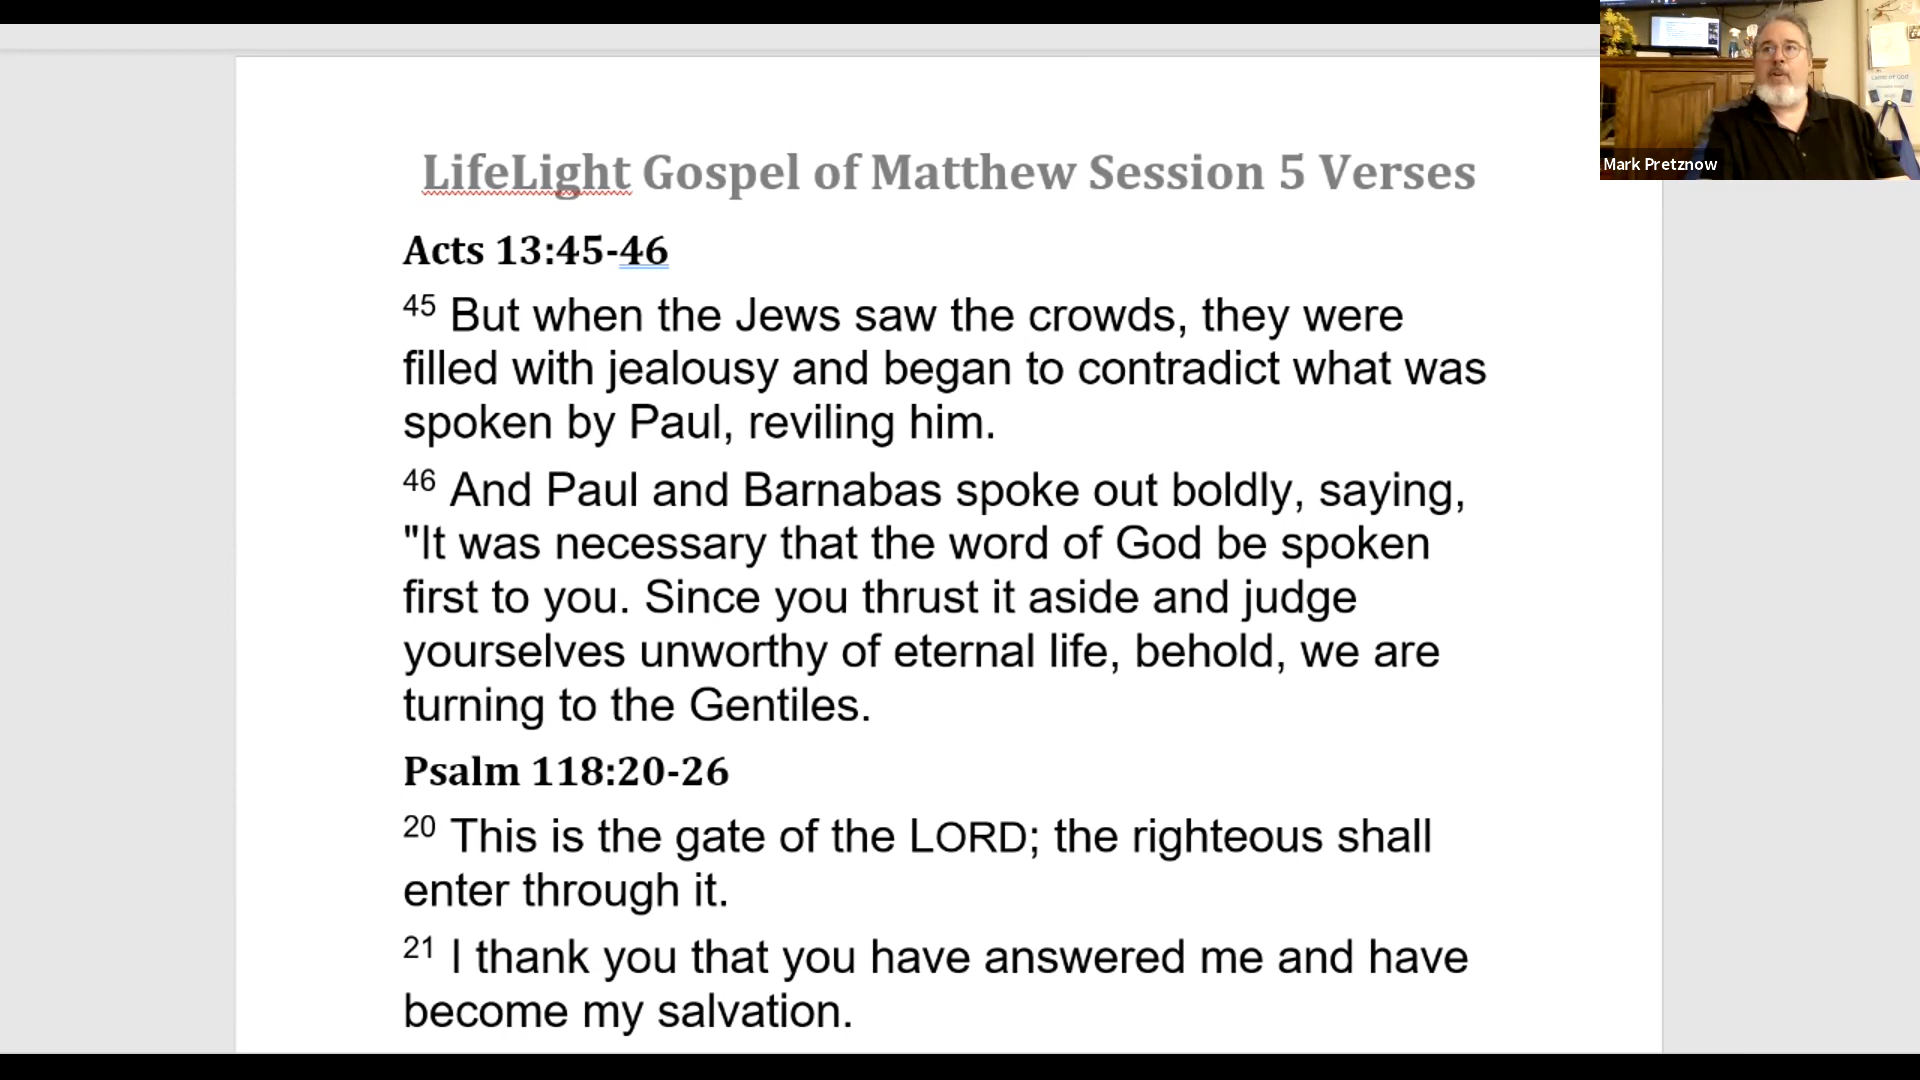 LifeLight Gospel of Matthew Session 5 Verses
Acts 13:45-46
45 But when the Jews saw the crowds, they were
filled with jealousy and began to contradict what was
spoken by Paul, reviling him.
46 And Paul and Barnabas spoke out boldly, saying,
"It was necessary that the word of God be spoken
first to you. Since you thrust it aside and judge
yourselves unworthy of eternal life, behold, we are
turning to the Gentiles.
Psalm 118:20-26
20 This is the gate of the LORD; the righteous shall
enter through it.
21 I thank you that you have answered me and have
become my salvation.
Mark Pretznow